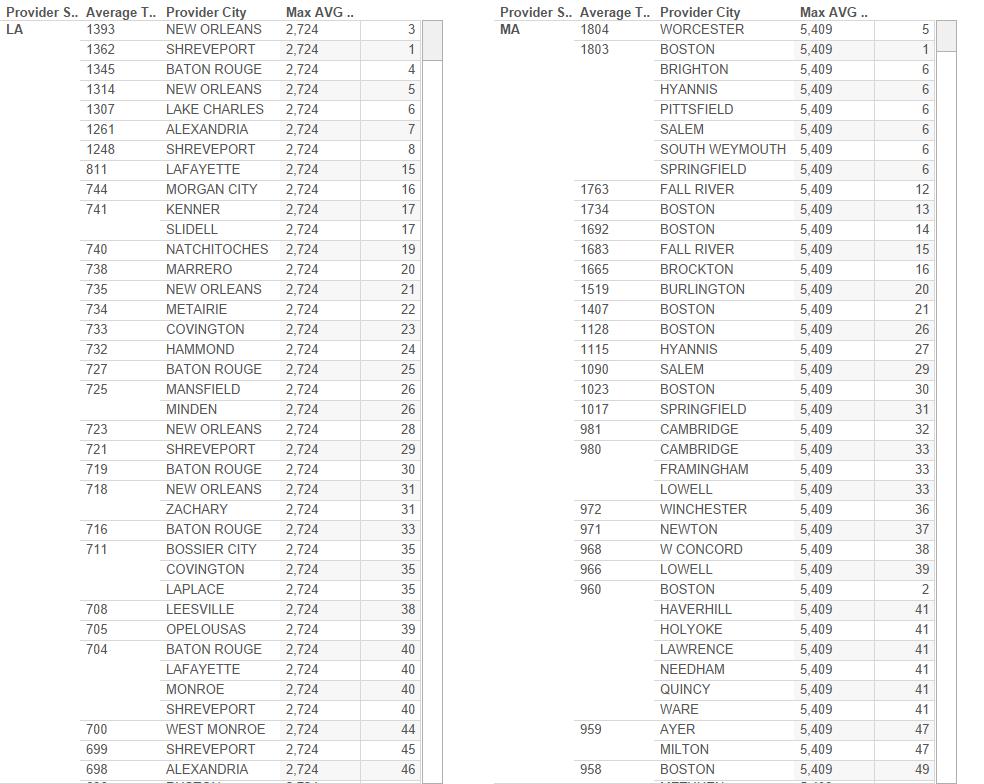 Provider S.. Average T.. Provider City Max AVG ..
LA 1393 NEW ORLEANS 2,724 3
1362 SHREVEPORT 2,724 1
1345 BATON ROUGE 2,724 4
1314 NEW ORLEANS 2,724 5
1307 LAKE CHARLES 2,724 6
1261 ALEXANDRIA 2,724 7
1248 SHREVEPORT 2,724 8
811 LAFAYETTE 2,724 15
744 MORGAN CITY 2,724 16
741 KENNER 2,724 17
SLIDELL 2,724 17
740 NATCHITOCHES 2,724 19
738 MARRERO 2,724 20
735 NEW ORLEANS 2,724 21
734 METAIRIE 2,724 22
733 COVINGTON 2,724 23
732 HAMMOND 2,724 24
727 BATON ROUGE 2,724 25
725 MANSFIELD 2,724 26
MINDEN 2,724 26
723 NEW ORLEANS 2,724 28
721 SHREVEPORT 2,724 29
719 BATON ROUGE 2,724 30
718 NEW ORLEANS 2,724 31
ZACHARY 2,724 31
716 BATON ROUGE 2,724 33
711 BOSSIER CITY 2,724 35
COVINGTON 2,724 35
LAPLACE 2,724 35
708 LEESVILLE 2,724 38
705 OPELOUSAS 2,724 39
704 BATON ROUGE 2,724 40
LAFAYETTE 2,724 40
MONROE 2,724 40
SHREVEPORT 2,724 40
700 WEST MONROE 2,724 44
699 SHREVEPORT 2,724 45
698 ALEXANDRIA 2,724 46
Provider S.. Average T.. Provider City Max AVG ..
MA 1804 WORCESTER 5,409 5
1803 BOSTON 5,409 1
BRIGHTON 5,409 6
HYANNIS 5,409 6
PITTSFIELD 5,409 6
SALEM 5,409 6
SOUTH WEYMOUTH 5,409 6
SPRINGFIELD 5,409 6
1763 FALL RIVER 5,409 12
1734 BOSTON 5,409 13
1692 BOSTON 5,409 14
1683 FALL RIVER 5,409 15
1665 BROCKTON 5,409 16
1519 BURLINGTON 5,409 20
1407 BOSTON 5,409 21
1128 BOSTON 5,409 26
1115 HYANNIS 5,409 27
1090 SALEM 5,409 29
1023 BOSTON 5,409 30
1017 SPRINGFIELD 5,409 31
981 CAMBRIDGE 5,409 32
980 CAMBRIDGE 5,409 33
FRAMINGHAM 5,409 33
LOWELL 5,409 33
972 WINCHESTER 5,409 36
971 NEWTON 5,409 37
968 W CONCORD 5,409 38
966 LOWELL 5,409 39
960 BOSTON 5,409 2
HAVERHILL 5,409 41
HOLYOKE 5,409 41
LAWRENCE 5,409 41
NEEDHAM 5,409 41
QUINCY 5,409 41
WARE 5,409 41
959 AYER 5,409 47
MILTON 5,409 47
958 BOSTON 5,409 49